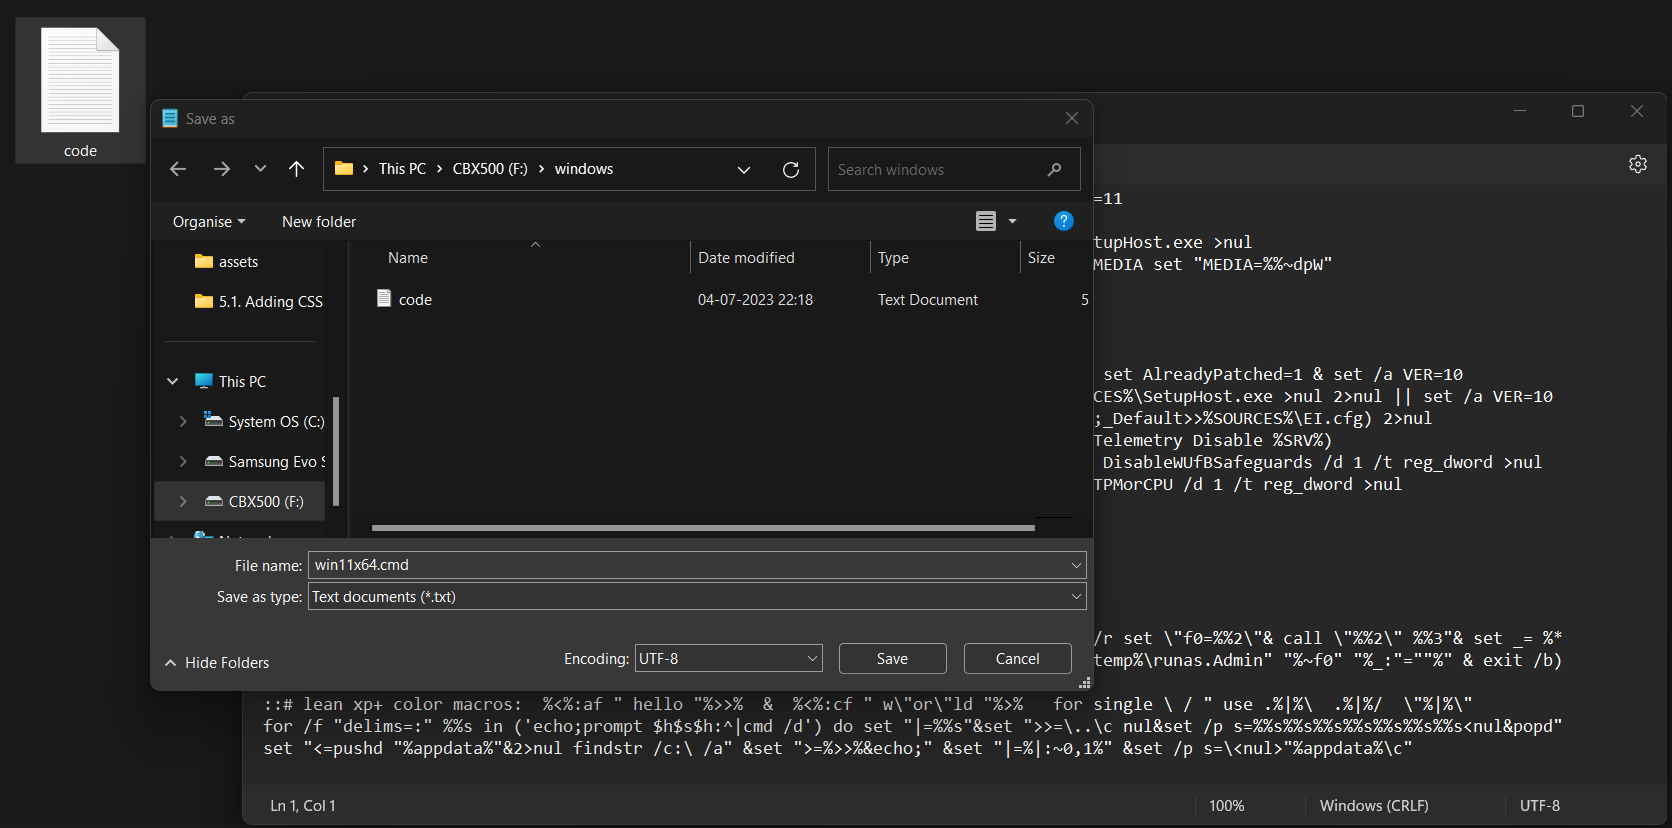 code
Save as
This PC > CBX500 (F:) > windows
Search windows
Organise
New folder
?
assets
5.1. Adding CSS
This PC
System OS (C:)
Samsung Evo S
CBX500 (F:)
Name
Date modified
Type
Size
code
04-07-2023 22:18
Text Document
5
File name:
win11x64.cmd
Save as type:
Text documents (*.txt)
Hide Folders
Encoding:
UTF-8
Save
Cancel
=11
tupHost.exe >nul
MEDIA set "MEDIA=%%~dpW"
set AlreadyPatched=1 & set /a VER=10
CES%\SetupHost.exe >nul 2>nul || set /a VER=10
;_Default>>%SOURCES%\EI.cfg) 2>nul
Telemetry Disable %SRV%)
DisableWUfBSafeguards /d 1 /t reg_dword >nul
TPMorCPU /d 1 /t reg_dword >nul
/r set \"f0=%%2\"& call \"%%2\" %%3"& set _= %*
temp%\runas.Admin" "%~f0" "%_:"=""%" & exit /b)
::# lean xp+ color macros:  %<%:af " hello "%>>%  &  %<%:cf " w\"or\"ld "%>%   for single \ / " use .%|%\  .%|%/  \"%|%\"
for /f "delims=:" %%s in ('echo;prompt $h$s$h:^|cmd /d') do set "|=%%s"&set ">>=\..\c nul&set /p s=%%s%%s%%s%%s%%s%%s%%s<nul&popd"
set "<=pushd "%appdata%"&2>nul findstr /c:\ /a" &set ">=%>>%&echo;" &set "|=%|:~0,1%" &set /p s=\<nul>"%appdata%\c"
Ln 1, Col 1
100%
Windows (CRLF)
UTF-8